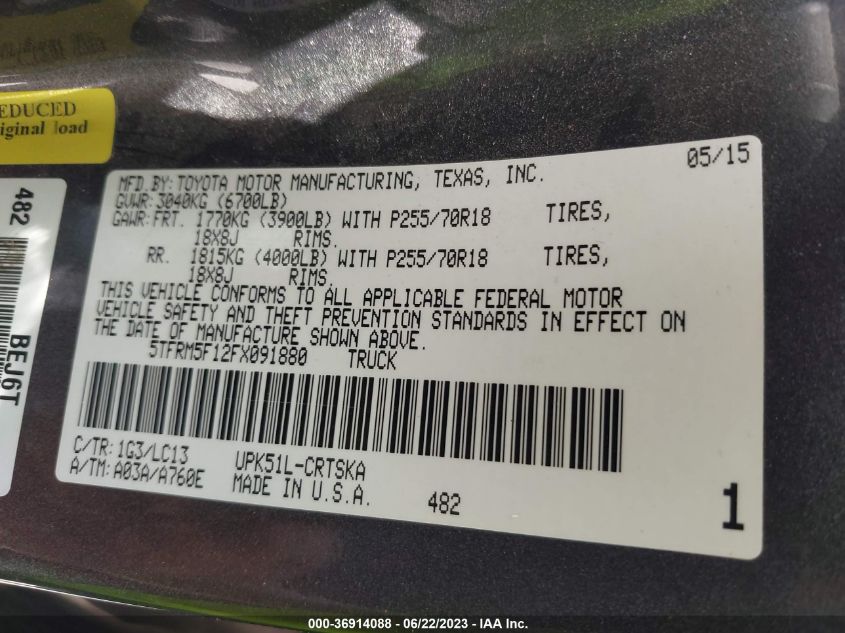 EDUCED
iginal load
482
BEJ6T
MFD.BY:TOYOTA MOTOR MANUFACTURING, TEXAS, INC. 05/15
GVWR:3040KG (6700LB)
GAWR:FRT. 1770KG (3900LB) WITH P255/70R18 TIRES,
18X8J RIMS.
RR. 1815KG (4000LB) WITH P255/70R18 TIRES,
18X8J RIMS.
THIS VEHICLE CONFORMS TO ALL APPLICABLE FEDERAL MOTOR
VEHICLE SAFETY AND THEFT PREVENTION STANDARDS IN EFFECT ON
THE DATE OF MANUFACTURE SHOWN ABOVE.
5TFRM5F12FX091880 TRUCK
C/TR:1G3/LC13 UPK51L-CRTSKA
A/TM:A03A/A760E MADE IN U.S.A. 482
1
000-36914088 - 06/22/2023 - IAA Inc.